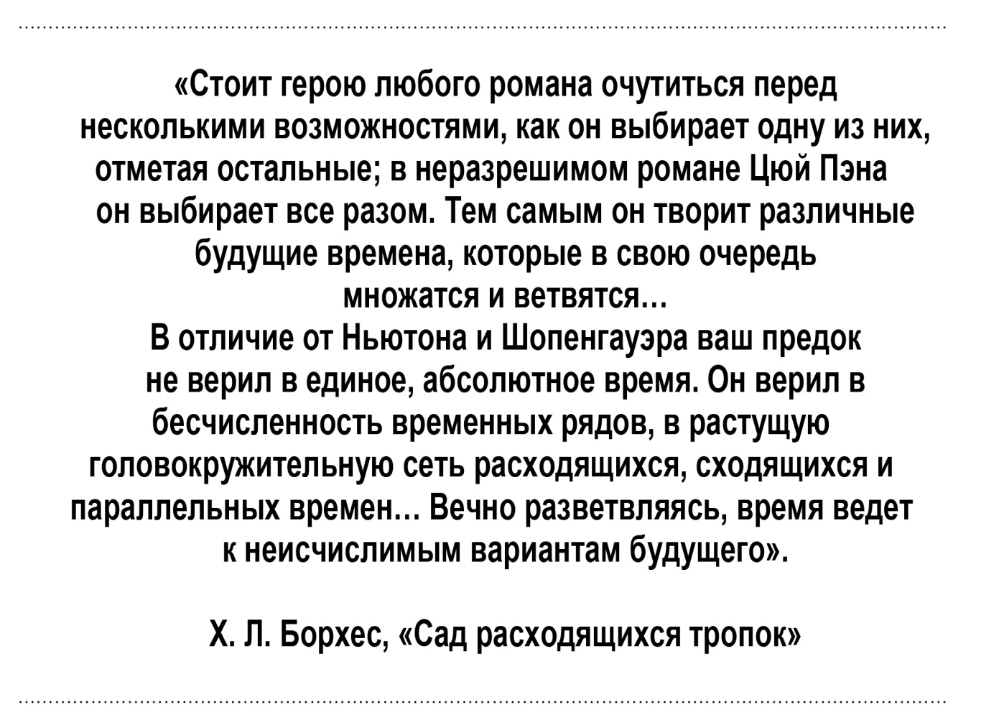 «Стоит герою любого романа очутиться перед
несколькими возможностями, как он выбирает одну из них,
отметая остальные; в неразрешимом романе Цюй Пэна
он выбирает все разом. Тем самым он творит различные
будущие времена, которые в свою очередь
множатся и ветвятся…
В отличие от Ньютона и Шопенгауэра ваш предок
не верил в единое, абсолютное время. Он верил в
бесчисленность временных рядов, в растущую
головокружительную сеть расходящихся, сходящихся и
параллельных времен… Вечно разветвляясь, время ведет
к неисчислимым вариантам будущего».
Х. Л. Борхес, «Сад расходящихся тропок»